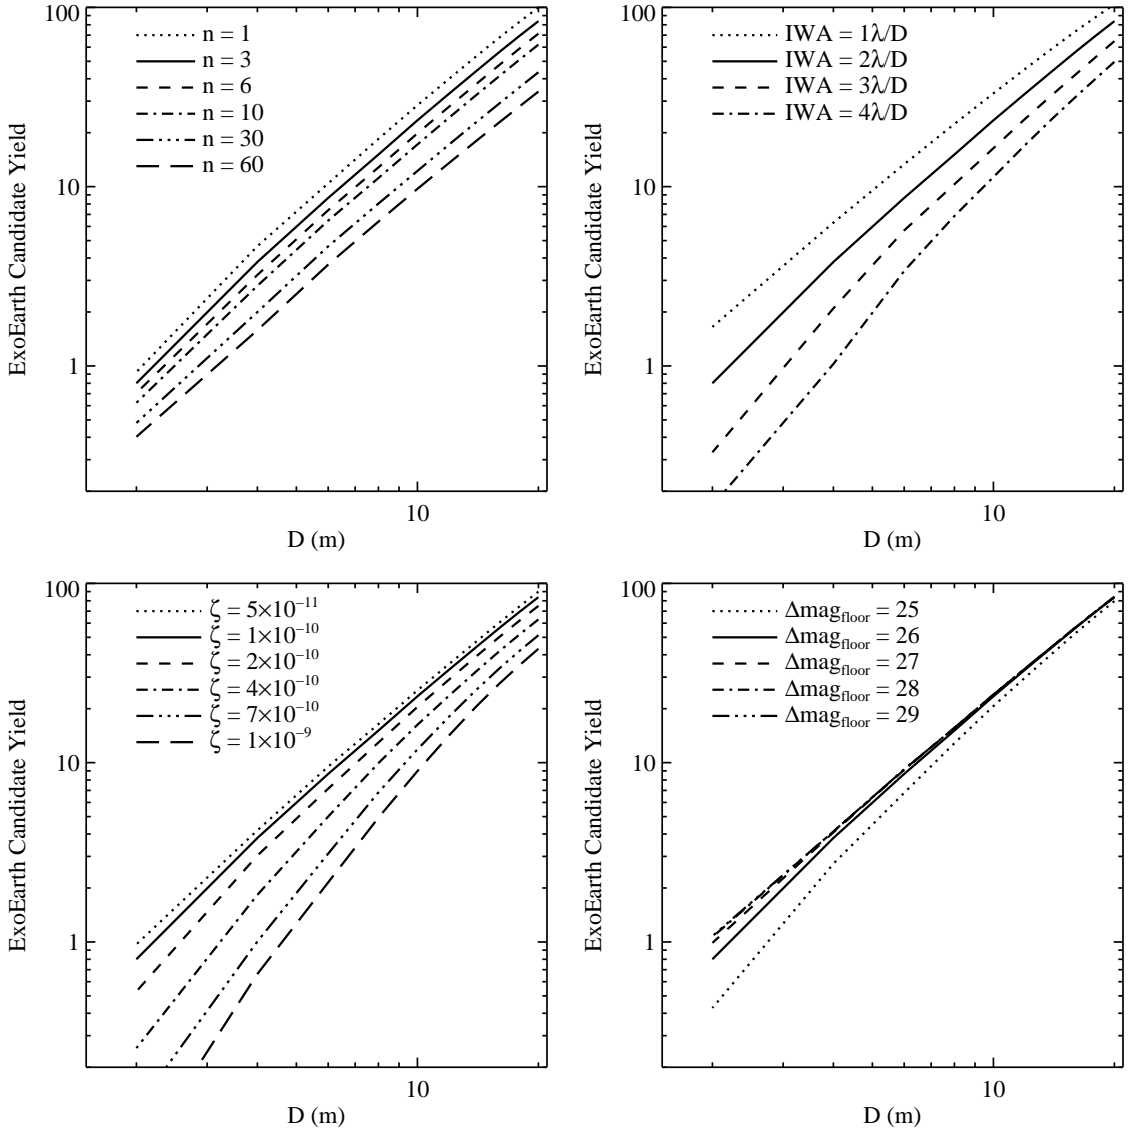 100
10
1
ExoEarth Candidate Yield
n = 1
n = 3
n = 6
n = 10
n = 30
n = 60
10
D (m)
100
10
1
ExoEarth Candidate Yield
IWA = 1λ/D
IWA = 2λ/D
IWA = 3λ/D
IWA = 4λ/D
10
D (m)
100
10
1
ExoEarth Candidate Yield
ζ = 5×10⁻¹¹
ζ = 1×10⁻¹⁰
ζ = 2×10⁻¹⁰
ζ = 4×10⁻¹⁰
ζ = 7×10⁻¹⁰
ζ = 1×10⁻⁹
10
D (m)
100
10
1
ExoEarth Candidate Yield
Δmag_floor = 25
Δmag_floor = 26
Δmag_floor = 27
Δmag_floor = 28
Δmag_floor = 29
10
D (m)